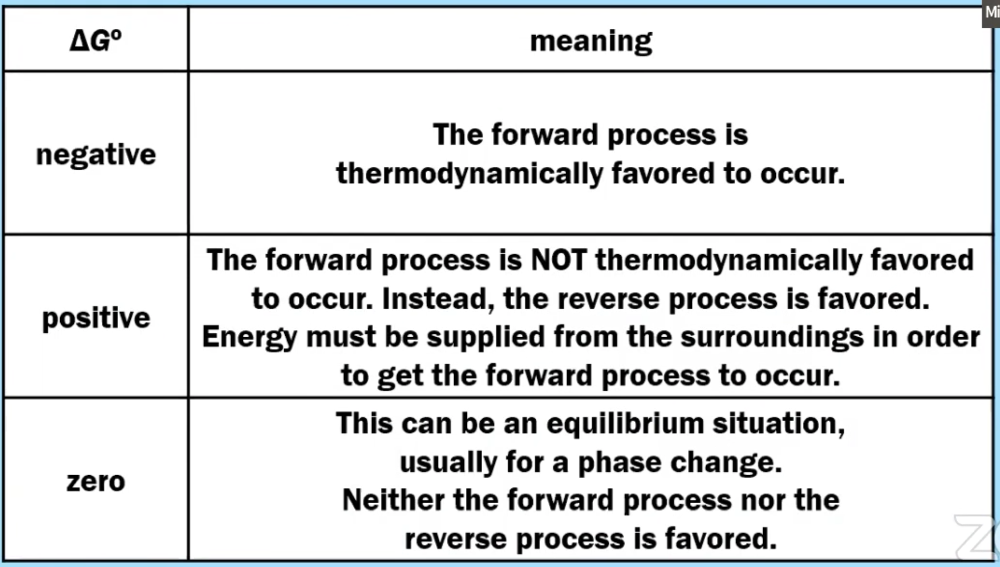 Mi
ΔGº
meaning
negative
The forward process is
thermodynamically favored to occur.
positive
The forward process is NOT thermodynamically favored
to occur. Instead, the reverse process is favored.
Energy must be supplied from the surroundings in order
to get the forward process to occur.
zero
This can be an equilibrium situation,
usually for a phase change.
Neither the forward process nor the
reverse process is favored.